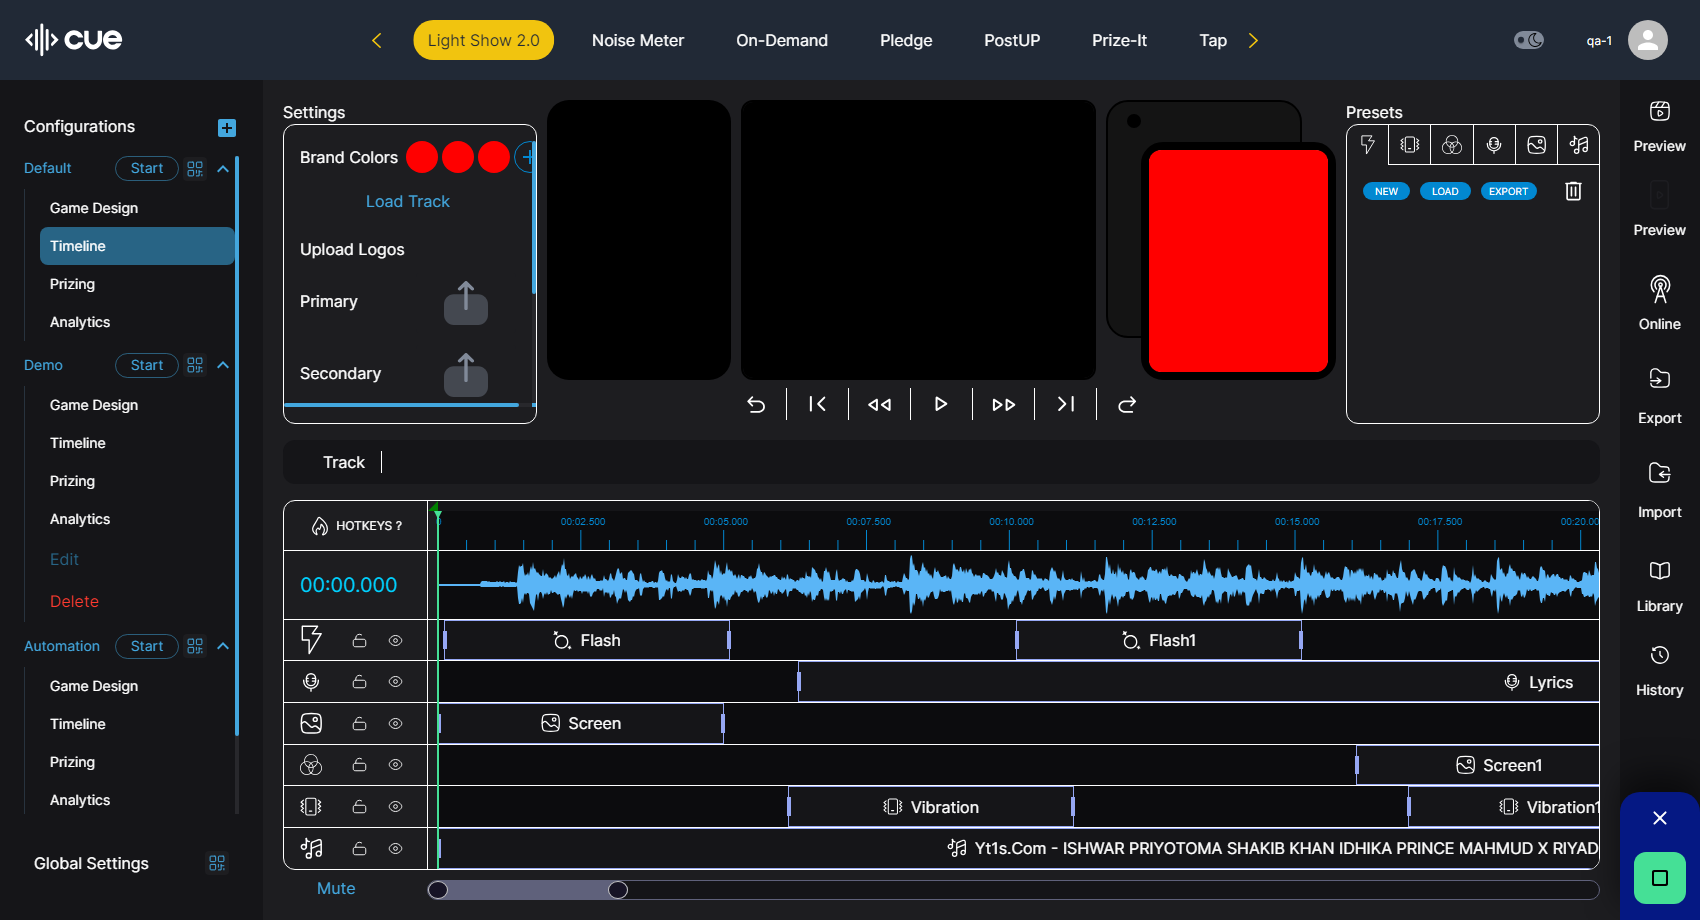 cue
Light Show 2.0
Noise Meter
On-Demand
Pledge
PostUP
Prize-It
Tap
qa-1
Configurations
Default
Start
Game Design
Timeline
Prizing
Analytics
Demo
Start
Game Design
Timeline
Prizing
Analytics
Edit
Delete
Automation
Start
Game Design
Timeline
Prizing
Analytics
Global Settings
Settings
Brand Colors
Load Track
Upload Logos
Primary
Secondary
Presets
NEW
LOAD
EXPORT
Preview
Preview
Online
Export
Import
Library
History
Track
HOTKEYS ?
0
00:02.500
00:05.000
00:07.500
00:10.000
00:12.500
00:15.000
00:17.500
00:20.00
00:00.000
Flash
Flash1
Lyrics
Screen
Screen1
Vibration
Vibration1
Yt1s.Com - ISHWAR PRIYOTOMA SHAKIB KHAN IDHIKA PRINCE MAHMUD X RIYAD
Mute